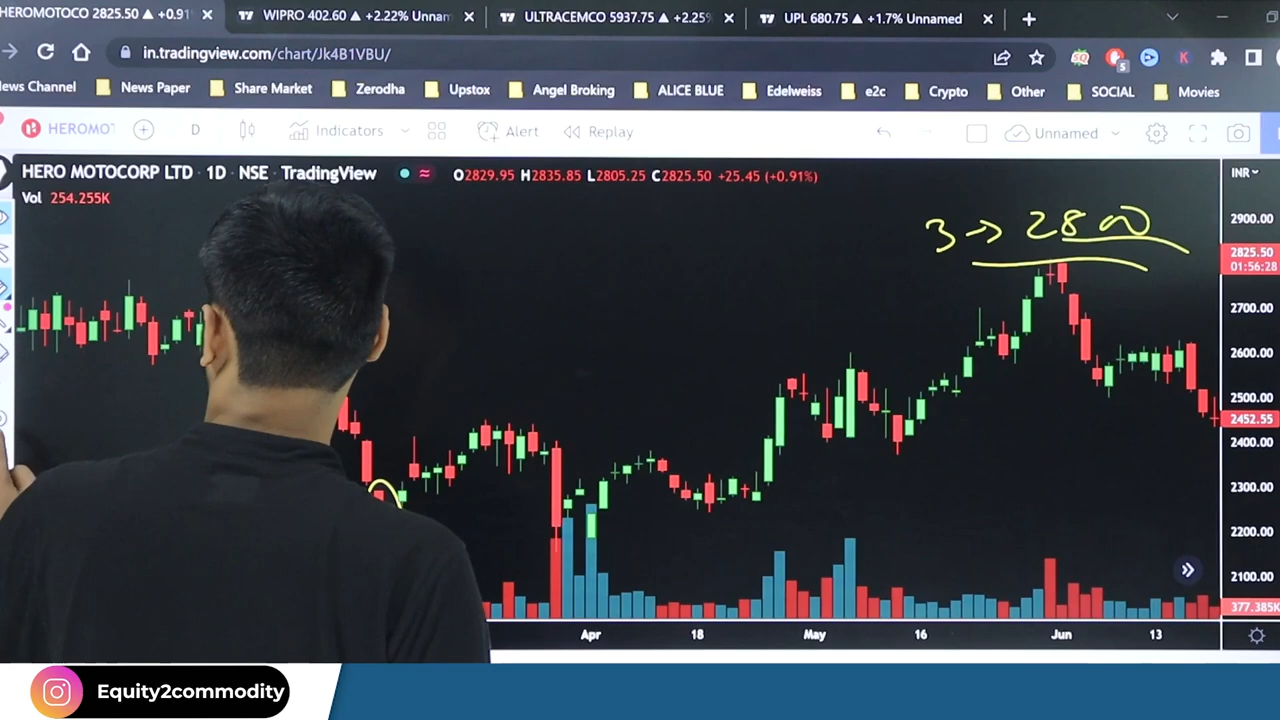 HEROMOTOCO 2825.50 ▲ +0.91
WIPRO 402.60 ▲ +2.22% Unnam
ULTRACEMCO 5937.75 ▲ +2.25%
UPL 680.75 ▲ +1.7% Unnamed
in.tradingview.com/chart/Jk4B1VBU/
5
K
News Channel
News Paper
Share Market
Zerodha
Upstox
Angel Broking
ALICE BLUE
Edelweiss
e2c
Crypto
Other
SOCIAL
Movies
HEROMOT
D
Indicators
Alert
Replay
Unnamed
HERO MOTOCORP LTD · 1D · NSE TradingView
O2829.95 H2835.85 L2805.25 C2825.50 +25.45 (+0.91%)
INR
Vol 254.255K
3 → 2800
2900.00
2825.50
01:56:28
2700.00
2600.00
2500.00
2452.55
2400.00
2300.00
2200.00
2100.00
377.385K
Apr 18 May 16 Jun 13
Equity2commodity